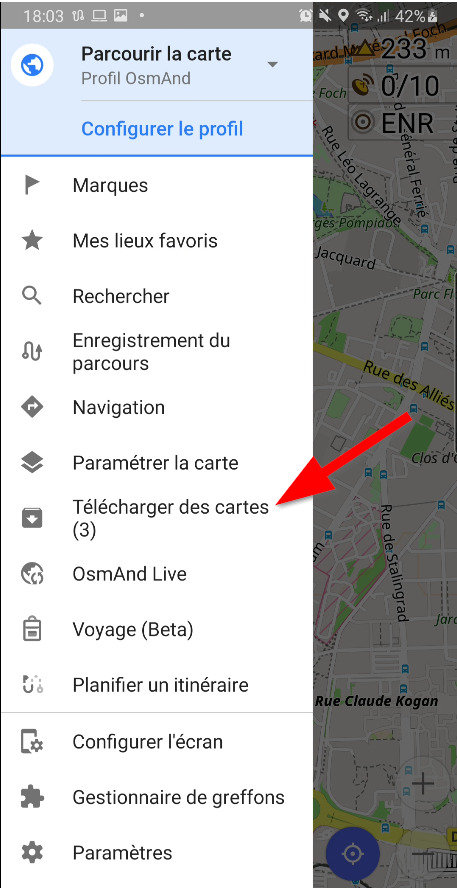 18:03
42%
Parcourir la carte
Profil OsmAnd
Configurer le profil
Marques
Mes lieux favoris
Rechercher
Enregistrement du
parcours
Navigation
Paramétrer la carte
Télécharger des cartes
(3)
OsmAnd Live
Voyage (Beta)
Planifier un itinéraire
Configurer l'écran
Gestionnaire de greffons
Paramètres
233 m
0/10
ENR
Rue Léo Lagrange
Général Ferrié
Jacquard
Parc
Rue des Alliés
Clos d'
Rue de Stalingrad
Rue Claude Kogan